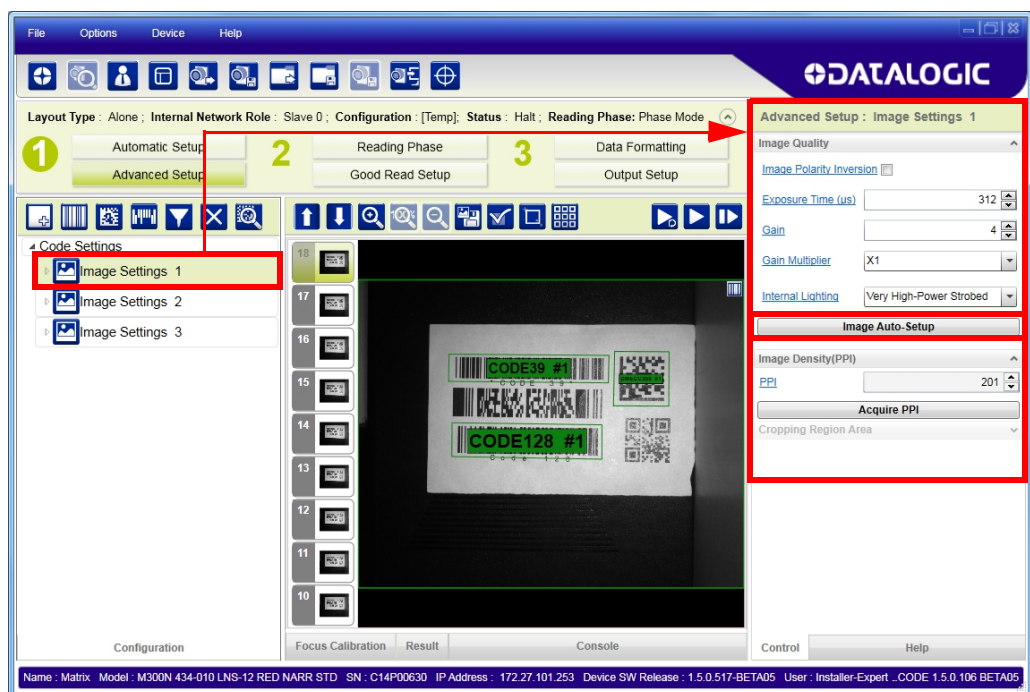 File Options Device Help
DATALOGIC
Layout Type : Alone ; Internal Network Role : Slave 0 ; Configuration : [Temp]; Status : Halt ; Reading Phase: Phase Mode
1 Automatic Setup 2 Reading Phase 3 Data Formatting
Advanced Setup Good Read Setup Output Setup
Code Settings
Image Settings 1
Image Settings 2
Image Settings 3
Configuration
18
17
16
15
14
13
12
11
10
CODE39 #1
CODE 39
CODE128 #1
Code 128
Focus Calibration Result Console
Advanced Setup : Image Settings 1
Image Quality
Image Polarity Inversion
Exposure Time (µs) 312
Gain 4
Gain Multiplier X1
Internal Lighting Very High-Power Strobed
Image Auto-Setup
Image Density(PPI)
PPI 201
Acquire PPI
Cropping Region Area
Control Help
Name : Matrix Model : M300N 434-010 LNS-12 RED NARR STD SN : C14P00630 IP Address : 172.27.101.253 Device SW Release : 1.5.0.517-BETA05 User : Installer-Expert ..CODE 1.5.0.106 BETA05